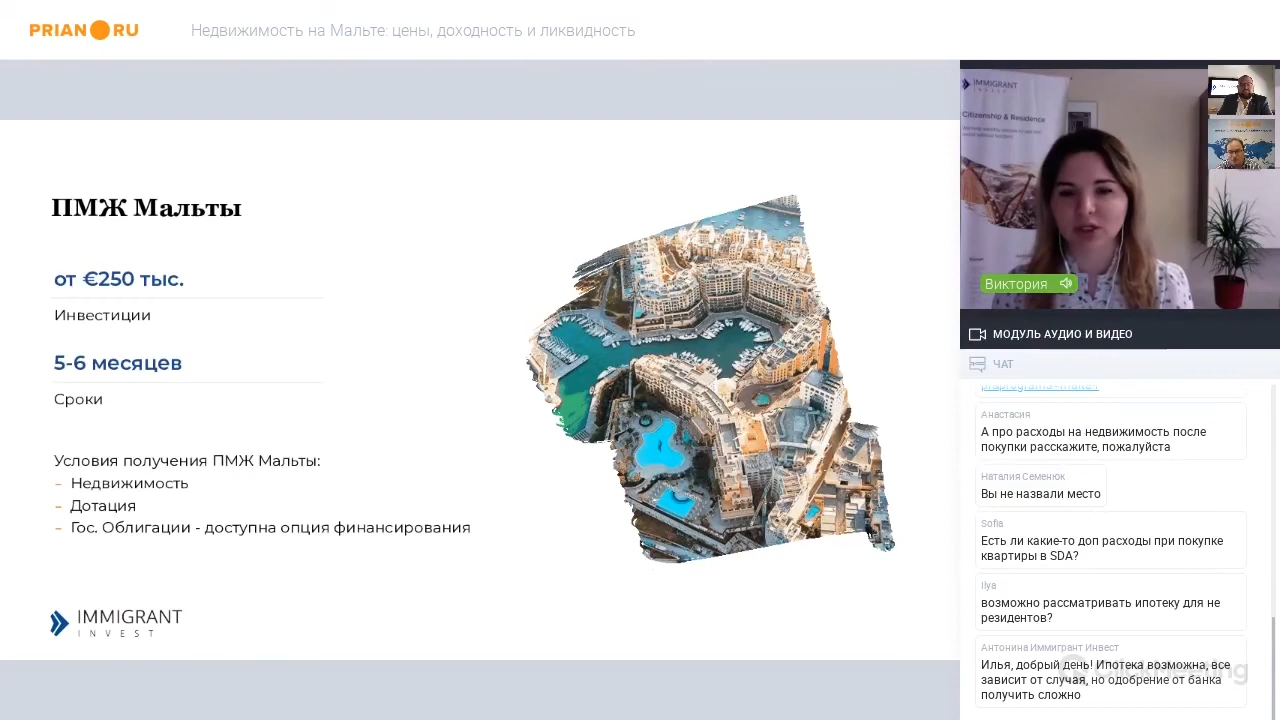 PRIAN RU
Недвижимость на Мальте: цены, доходность и ликвидность
ПМЖ Мальты
от €250 тыс.
Инвестиции
5-6 месяцев
Сроки
Условия получения ПМЖ Мальты:
- Недвижимость
- Дотация
- Гос. Облигации - доступна опция финансирования
IMMIGRANT
INVEST
IMMIGRANT
Citizenship & Residence
Виктория
МОДУЛЬ АУДИО И ВИДЕО
ЧАТ
Анастасия
А про расходы на недвижимость после
покупки расскажите, пожалуйста
Наталия Семенюк
Вы не назвали место
Sofia
Есть ли какие-то доп расходы при покупке
квартиры в SDA?
Ilya
возможно рассматривать ипотеку для не
резидентов?
Антонина Иммигрант Инвест
Илья, добрый день! Ипотека возможна, все
зависит от случая, но одобрение от банка
получить сложно
ClickMeeting